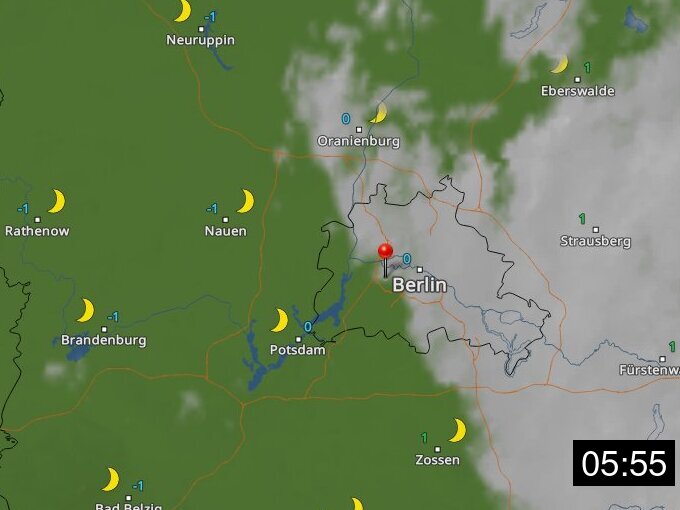 -1
Neuruppin
1
Eberswalde
0
Oranienburg
-1
Rathenow
-1
Nauen
1
Strausberg
0
Berlin
-1
Brandenburg
0
Potsdam
1
Fürstenwa
1
Zossen
05:55
-1
Bad Belzig